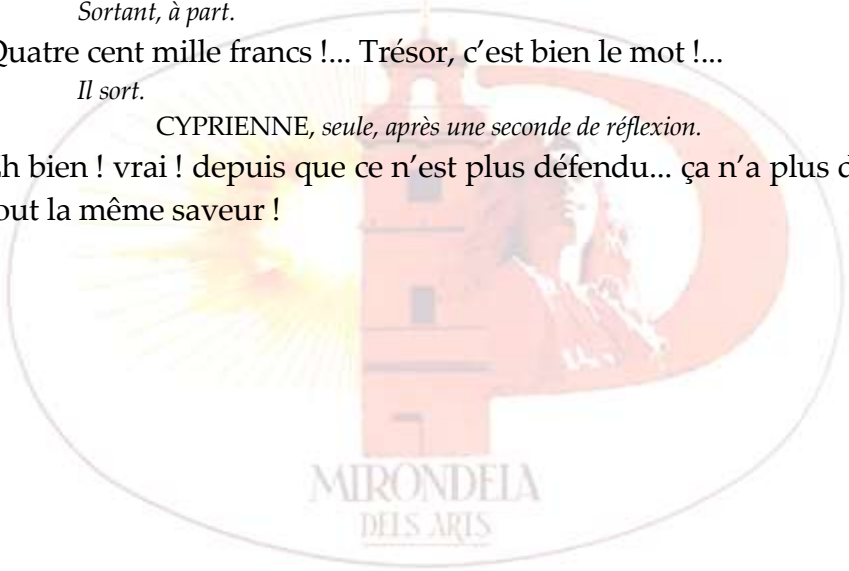 Sortant, à part.
Quatre cent mille francs !... Trésor, c’est bien le mot !...
Il sort.
CYPRIENNE, seule, après une seconde de réflexion.
h bien ! vrai ! depuis que ce n’est plus défendu... ça n’a plus d
out la même saveur !
MIRONDELA
DELS ARTS